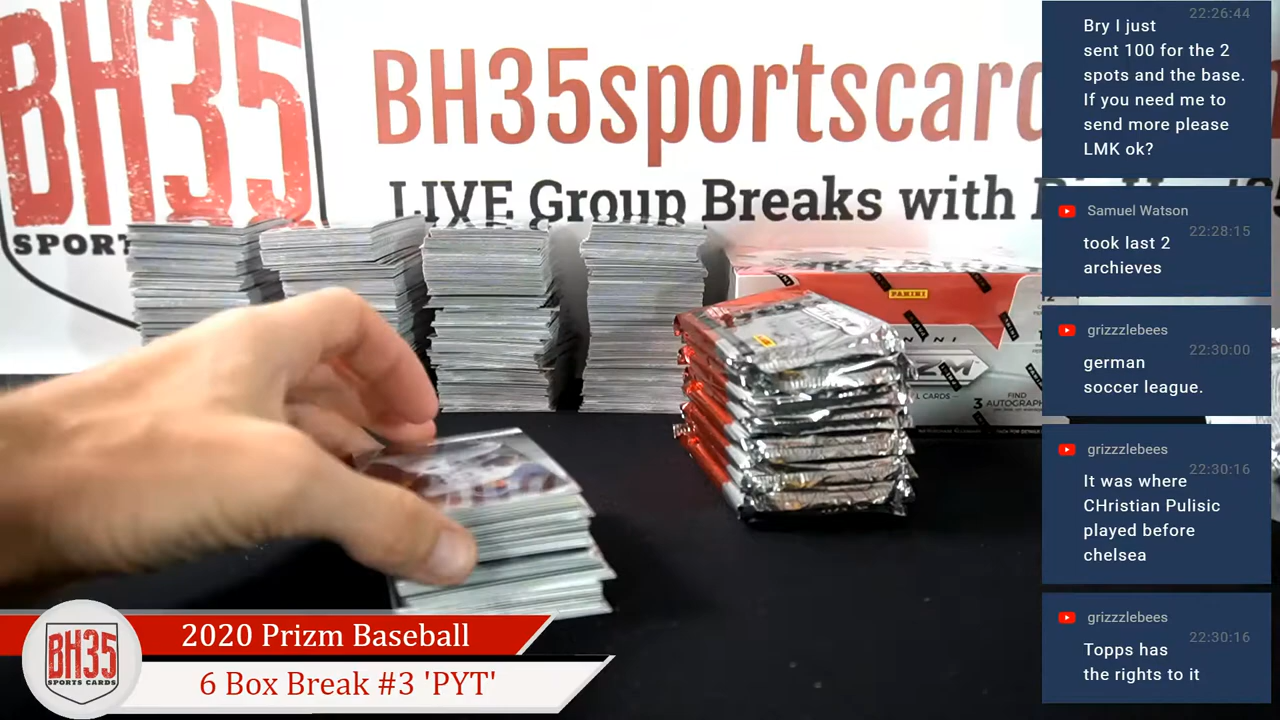 BH35
SPORT
BH35sportscard
LIVE Group Breaks with
PANINI
3 AUTOGRAPH
FIND
CARDS
22:26:44
Bry I just
sent 100 for the 2
spots and the base.
If you need me to
send more please
LMK ok?
Samuel Watson
22:28:15
took last 2
archieves
grizzzlebees
22:30:00
german
soccer league.
grizzzlebees
22:30:16
It was where
CHristian Pulisic
played before
chelsea
grizzzlebees
22:30:16
Topps has
the rights to it
BH35
SPORTS CARDS
2020 Prizm Baseball
6 Box Break #3 'PYT'